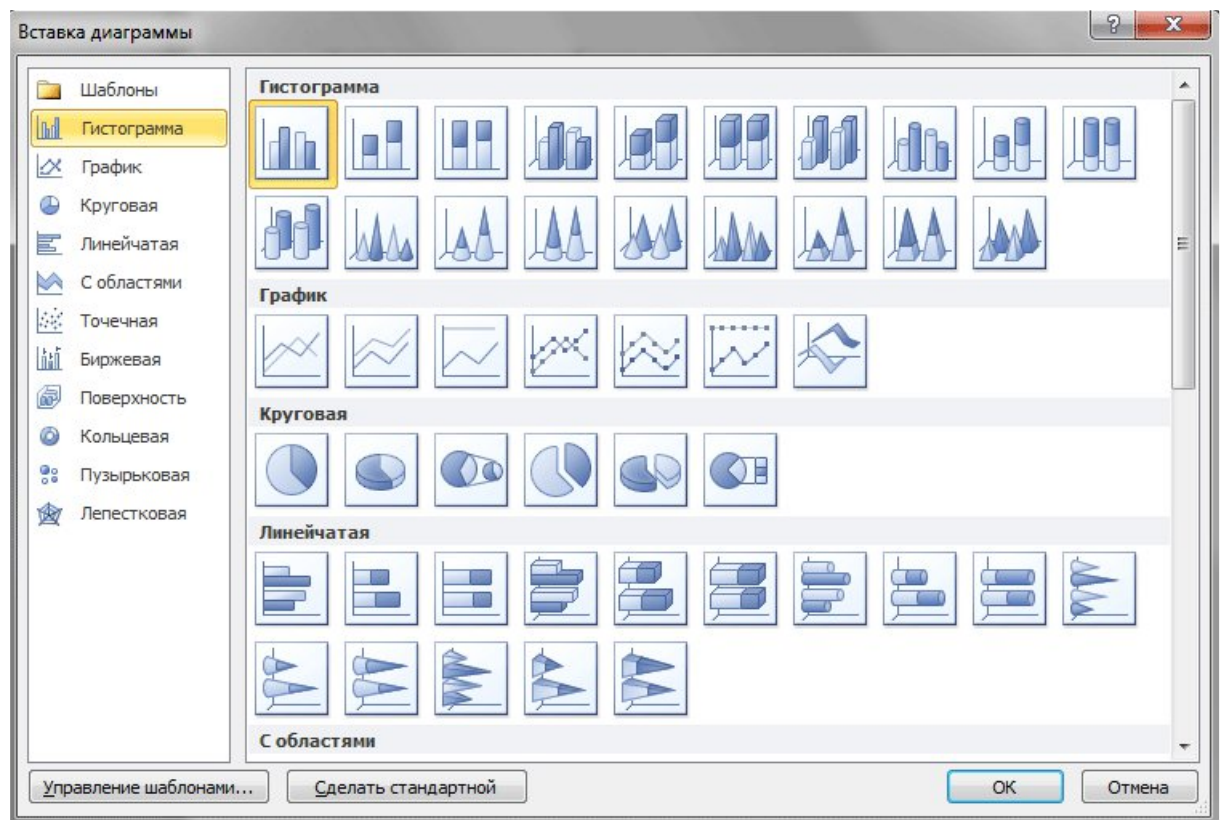 Вставка диаграммы
Шаблоны
Гистограмма
График
Круговая
Линейчатая
С областями
Точечная
Биржевая
Поверхность
Кольцевая
Пузырьковая
Лепестковая
Гистограмма
График
Круговая
Линейчатая
С областями
Управление шаблонами...
Сделать стандартной
ОК
Отмена